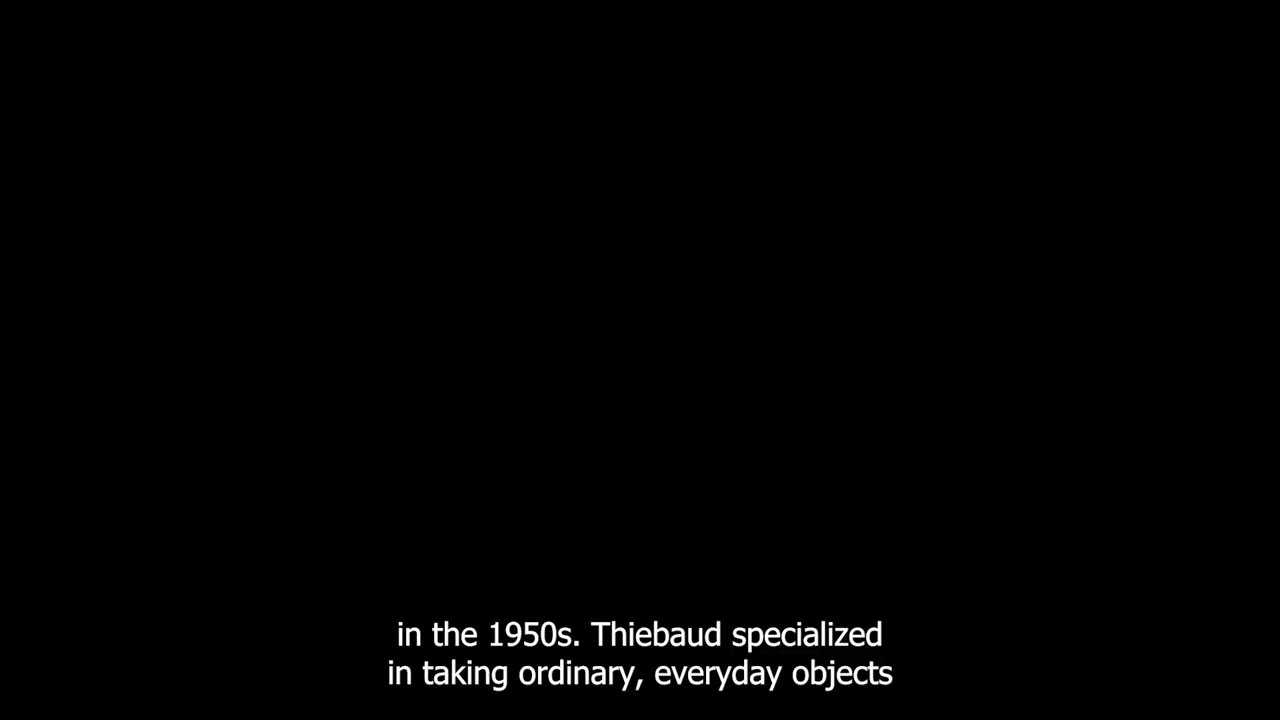 in the 1950s. Thiebaud specialized
in taking ordinary, everyday objects